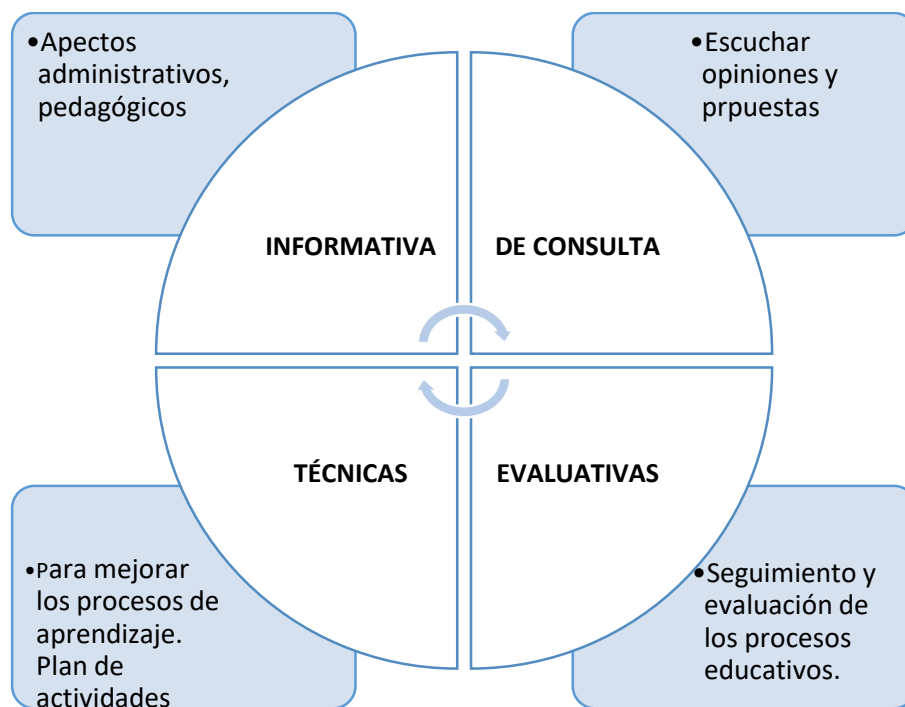 •Apectos
administrativos,
pedagógicos
•Escuchar
opiniones y
prpuestas
INFORMATIVA
DE CONSULTA
TÉCNICAS
EVALUATIVAS
•Para mejorar
los procesos de
aprendizaje.
Plan de
actividades
•Seguimiento y
evaluación de
los procesos
educativos.